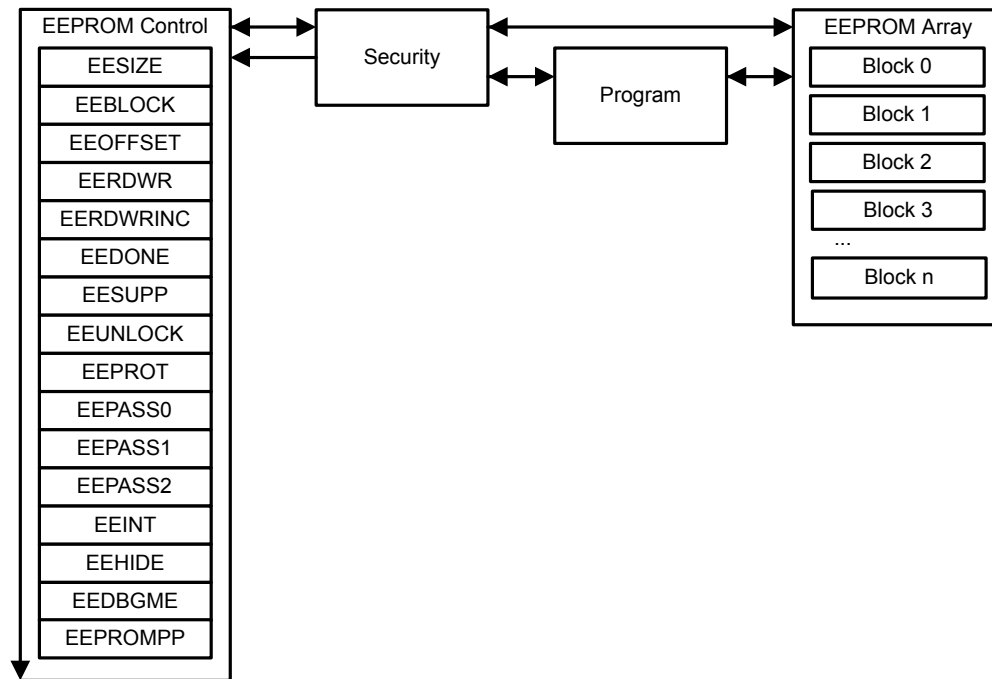 EEPROM Control
EESIZE
EEBLOCK
EEOFFSET
EERDWR
EERDWRINC
EEDONE
EESUPP
EEUNLOCK
EEPROT
EEPASS0
EEPASS1
EEPASS2
EEINT
EEHIDE
EEDBGME
EEPROMPP
Security
Program
EEPROM Array
Block 0
Block 1
Block 2
Block 3
...
Block n